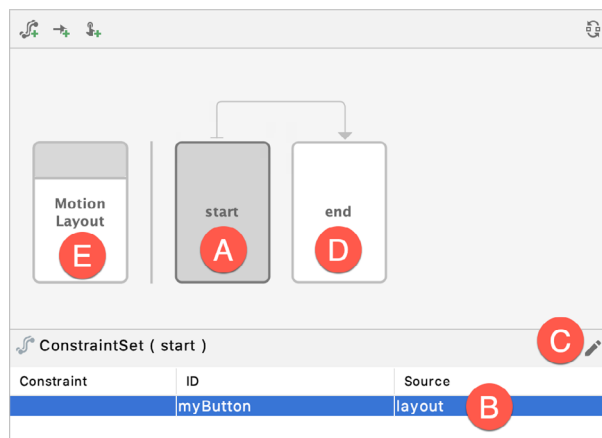 Motion
Layout
E
start
A
end
D
ConstraintSet ( start )
C
Constraint ID Source
myButton layout B